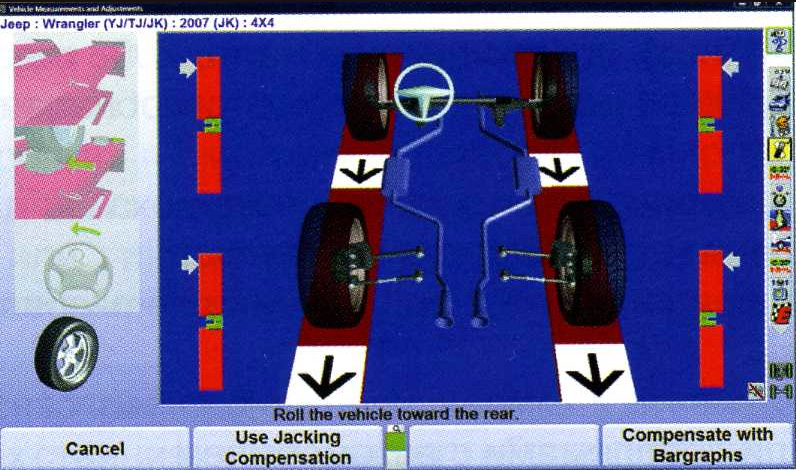 Vehicle Measurements and Adjustments
Jeep : Wrangler (YJ/TJ/JK) : 2007 (JK) : 4X4
Roll the vehicle toward the rear.
Cancel
Use Jacking
Compensation
Compensate with
Bargraphs